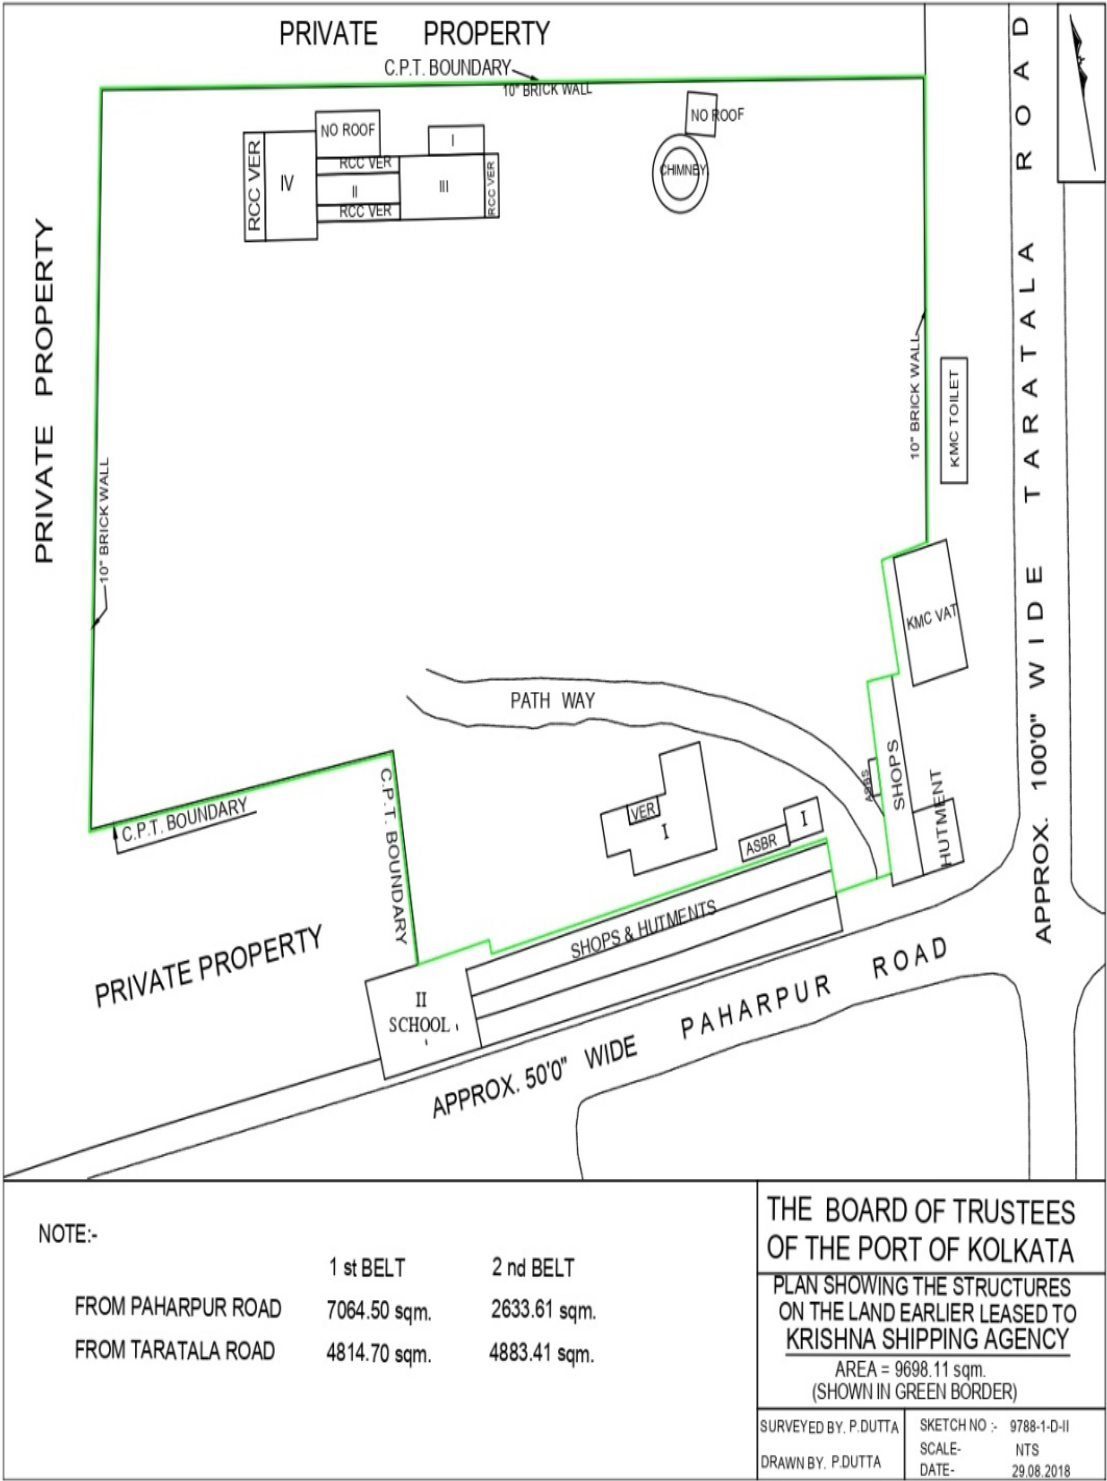 PRIVATE PROPERTY
C.P.T. BOUNDARY
10" BRICK WALL
NO ROOF
I
RCC VER
IV
RCC VER
II
RCC VER
III
RCC VER
NO ROOF
CHIMNEY
PRIVATE PROPERTY
10" BRICK WALL
10" BRICK WALL
KMC TOILET
APPROX. 100'0" WIDE TARATALA ROAD
KMC VAT
PATH WAY
SHOPS
HUTMENT
C.P.T. BOUNDARY
C.P.T. BOUNDARY
VER
I
ASBR
I
SHOPS & HUTMENTS
PRIVATE PROPERTY
II
SCHOOL
APPROX. 50'0" WIDE PAHARPUR ROAD
NOTE:-
1 st BELT 2 nd BELT
FROM PAHARPUR ROAD 7064.50 sqm. 2633.61 sqm.
FROM TARATALA ROAD 4814.70 sqm. 4883.41 sqm.
THE BOARD OF TRUSTEES
OF THE PORT OF KOLKATA
PLAN SHOWING THE STRUCTURES
ON THE LAND EARLIER LEASED TO
KRISHNA SHIPPING AGENCY
AREA = 9698.11 sqm.
(SHOWN IN GREEN BORDER)
SURVEYED BY. P.DUTTA
DRAWN BY. P.DUTTA
SKETCH NO :- 9788-1-D-II
SCALE- NTS
DATE- 29.08.2018